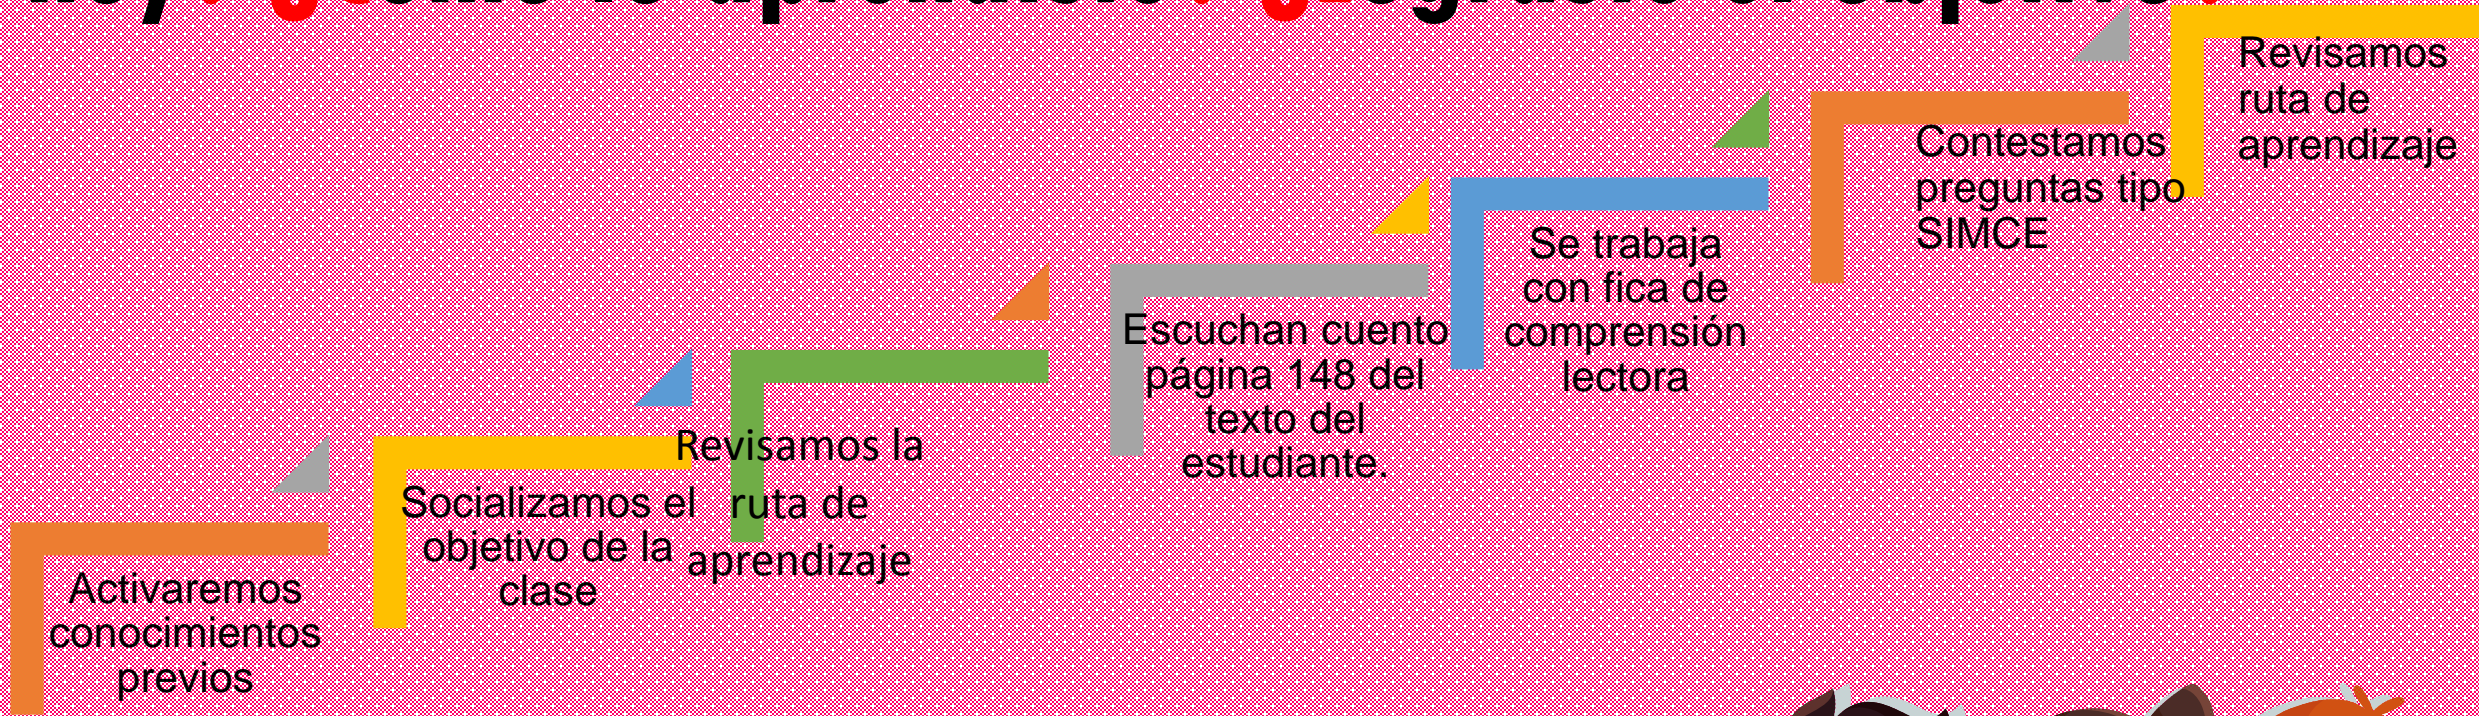 Activaremos
conocimientos
previos
Socializamos el
objetivo de la
clase
Revisamos la
ruta de
aprendizaje
Escuchan cuento
página 148 del
texto del
estudiante.
Se trabaja
con fica de
comprensión
lectora
Contestamos
preguntas tipo
SIMCE
Revisamos
ruta de
aprendizaje